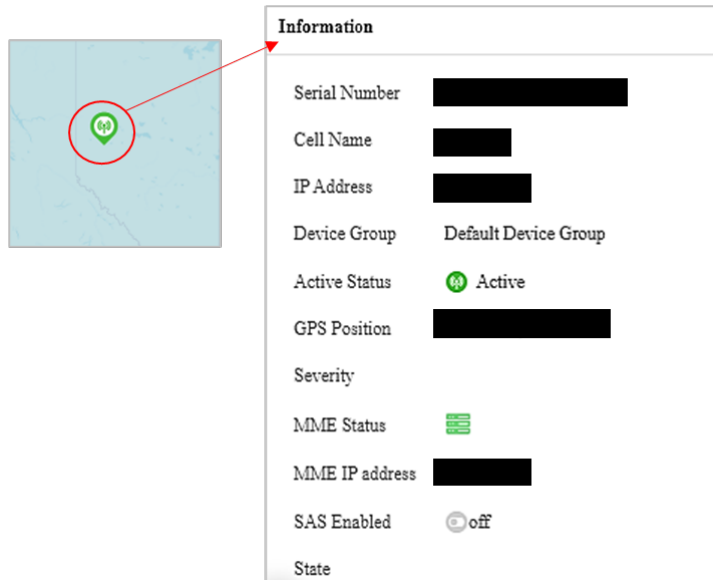 Information
Serial Number
Cell Name
IP Address
Device Group Default Device Group
Active Status Active
GPS Position
Severity
MME Status
MME IP address
SAS Enabled off
State